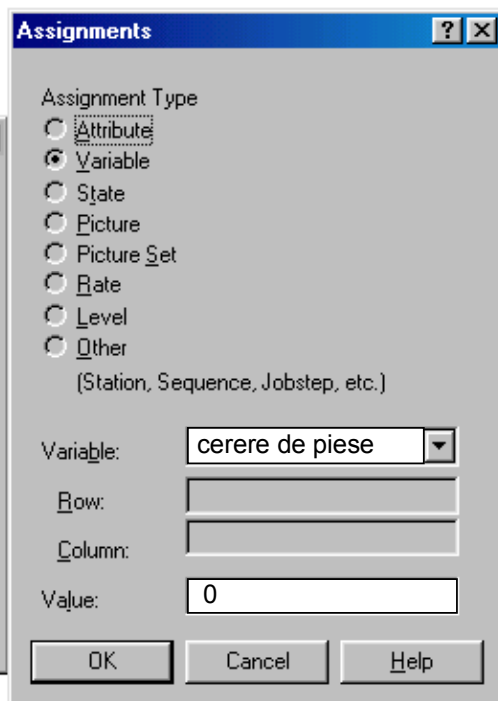 Assignments
Assignment Type
Attribute
Variable
State
Picture
Picture Set
Rate
Level
Other
(Station, Sequence, Jobstep, etc.)
Variable: cerere de piese
Row:
Column:
Value: 0
OK Cancel Help